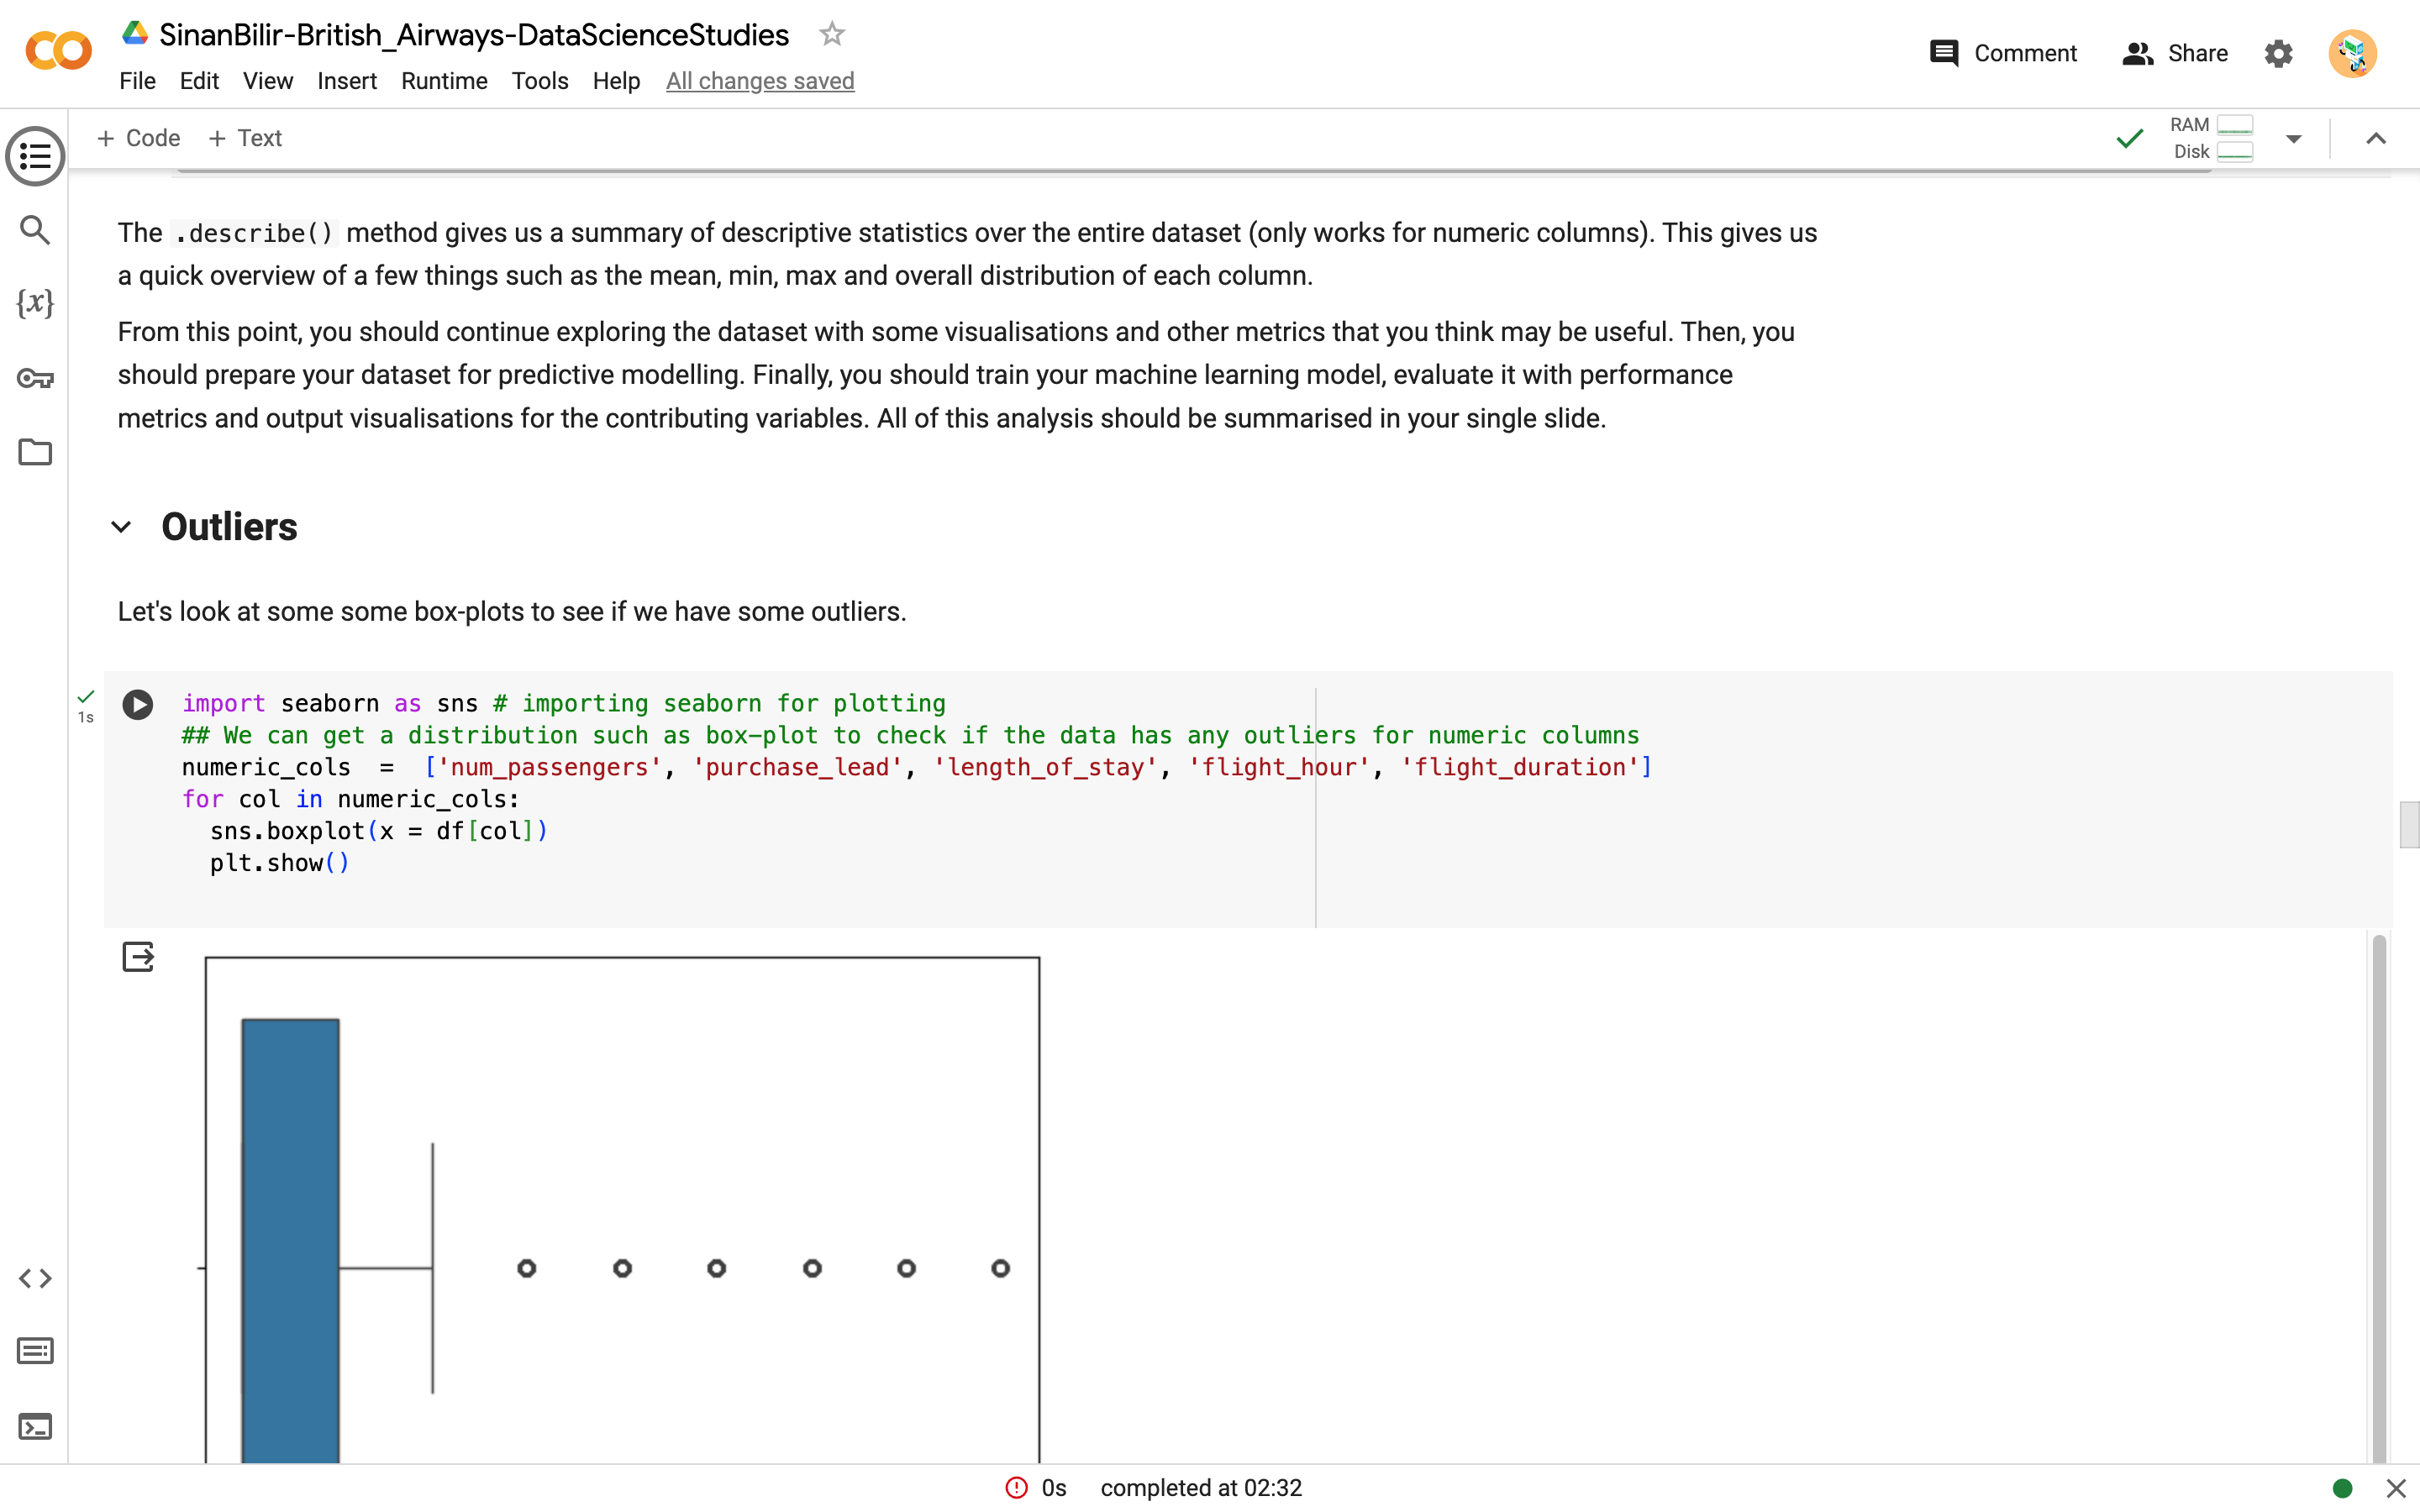 SinanBilir-British_Airways-DataScienceStudies
File Edit View Insert Runtime Tools Help All changes saved
Comment Share
+ Code + Text
RAM
Disk
The .describe() method gives us a summary of descriptive statistics over the entire dataset (only works for numeric columns). This gives us
a quick overview of a few things such as the mean, min, max and overall distribution of each column.
From this point, you should continue exploring the dataset with some visualisations and other metrics that you think may be useful. Then, you
should prepare your dataset for predictive modelling. Finally, you should train your machine learning model, evaluate it with performance
metrics and output visualisations for the contributing variables. All of this analysis should be summarised in your single slide.
Outliers
Let's look at some some box-plots to see if we have some outliers.
1s
import seaborn as sns # importing seaborn for plotting
## We can get a distribution such as box-plot to check if the data has any outliers for numeric columns
numeric_cols  =  ['num_passengers', 'purchase_lead', 'length_of_stay', 'flight_hour', 'flight_duration']
for col in numeric_cols:
  sns.boxplot(x = df[col])
  plt.show()
{x}
0s completed at 02:32